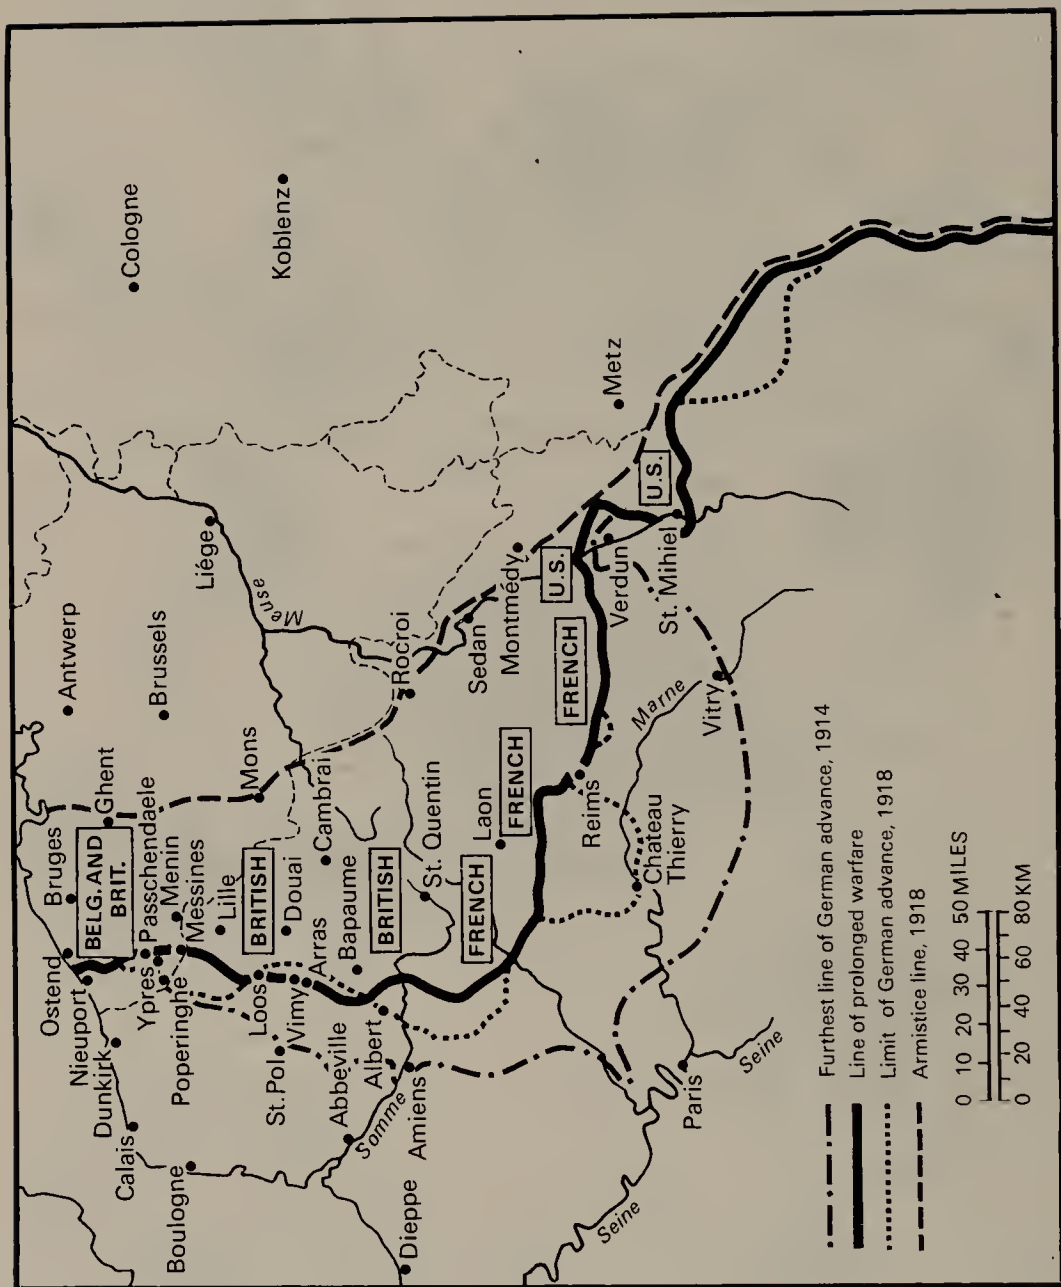 Ostend
Nieuport
Dunkirk
Calais
Boulogne
Bruges
BELG. AND
BRIT.
Ghent
Antwerp
Brussels
Cologne
Koblenz
Passchendaele
Ypres
Menin
Poperinghe
Messines
Lille
BRITISH
Mons
Liége
Meuse
Loos
Vimy
Douai
St. Pol
Arras
Cambrai
Bapaume
BRITISH
Abbeville
Albert
Somme
Amiens
Dieppe
St. Quentin
Rocroi
Sedan
Montmédy
Laon
FRENCH
FRENCH
FRENCH
U.S.
Verdun
Metz
U.S.
St. Mihiel
Reims
Marne
Chateau
Thierry
Vitry
Seine
Paris
Seine
Furthest line of German advance, 1914
Line of prolonged warfare
Limit of German advance, 1918
Armistice line, 1918
0 10 20 30 40 50 MILES
0 20 40 60 80 KM